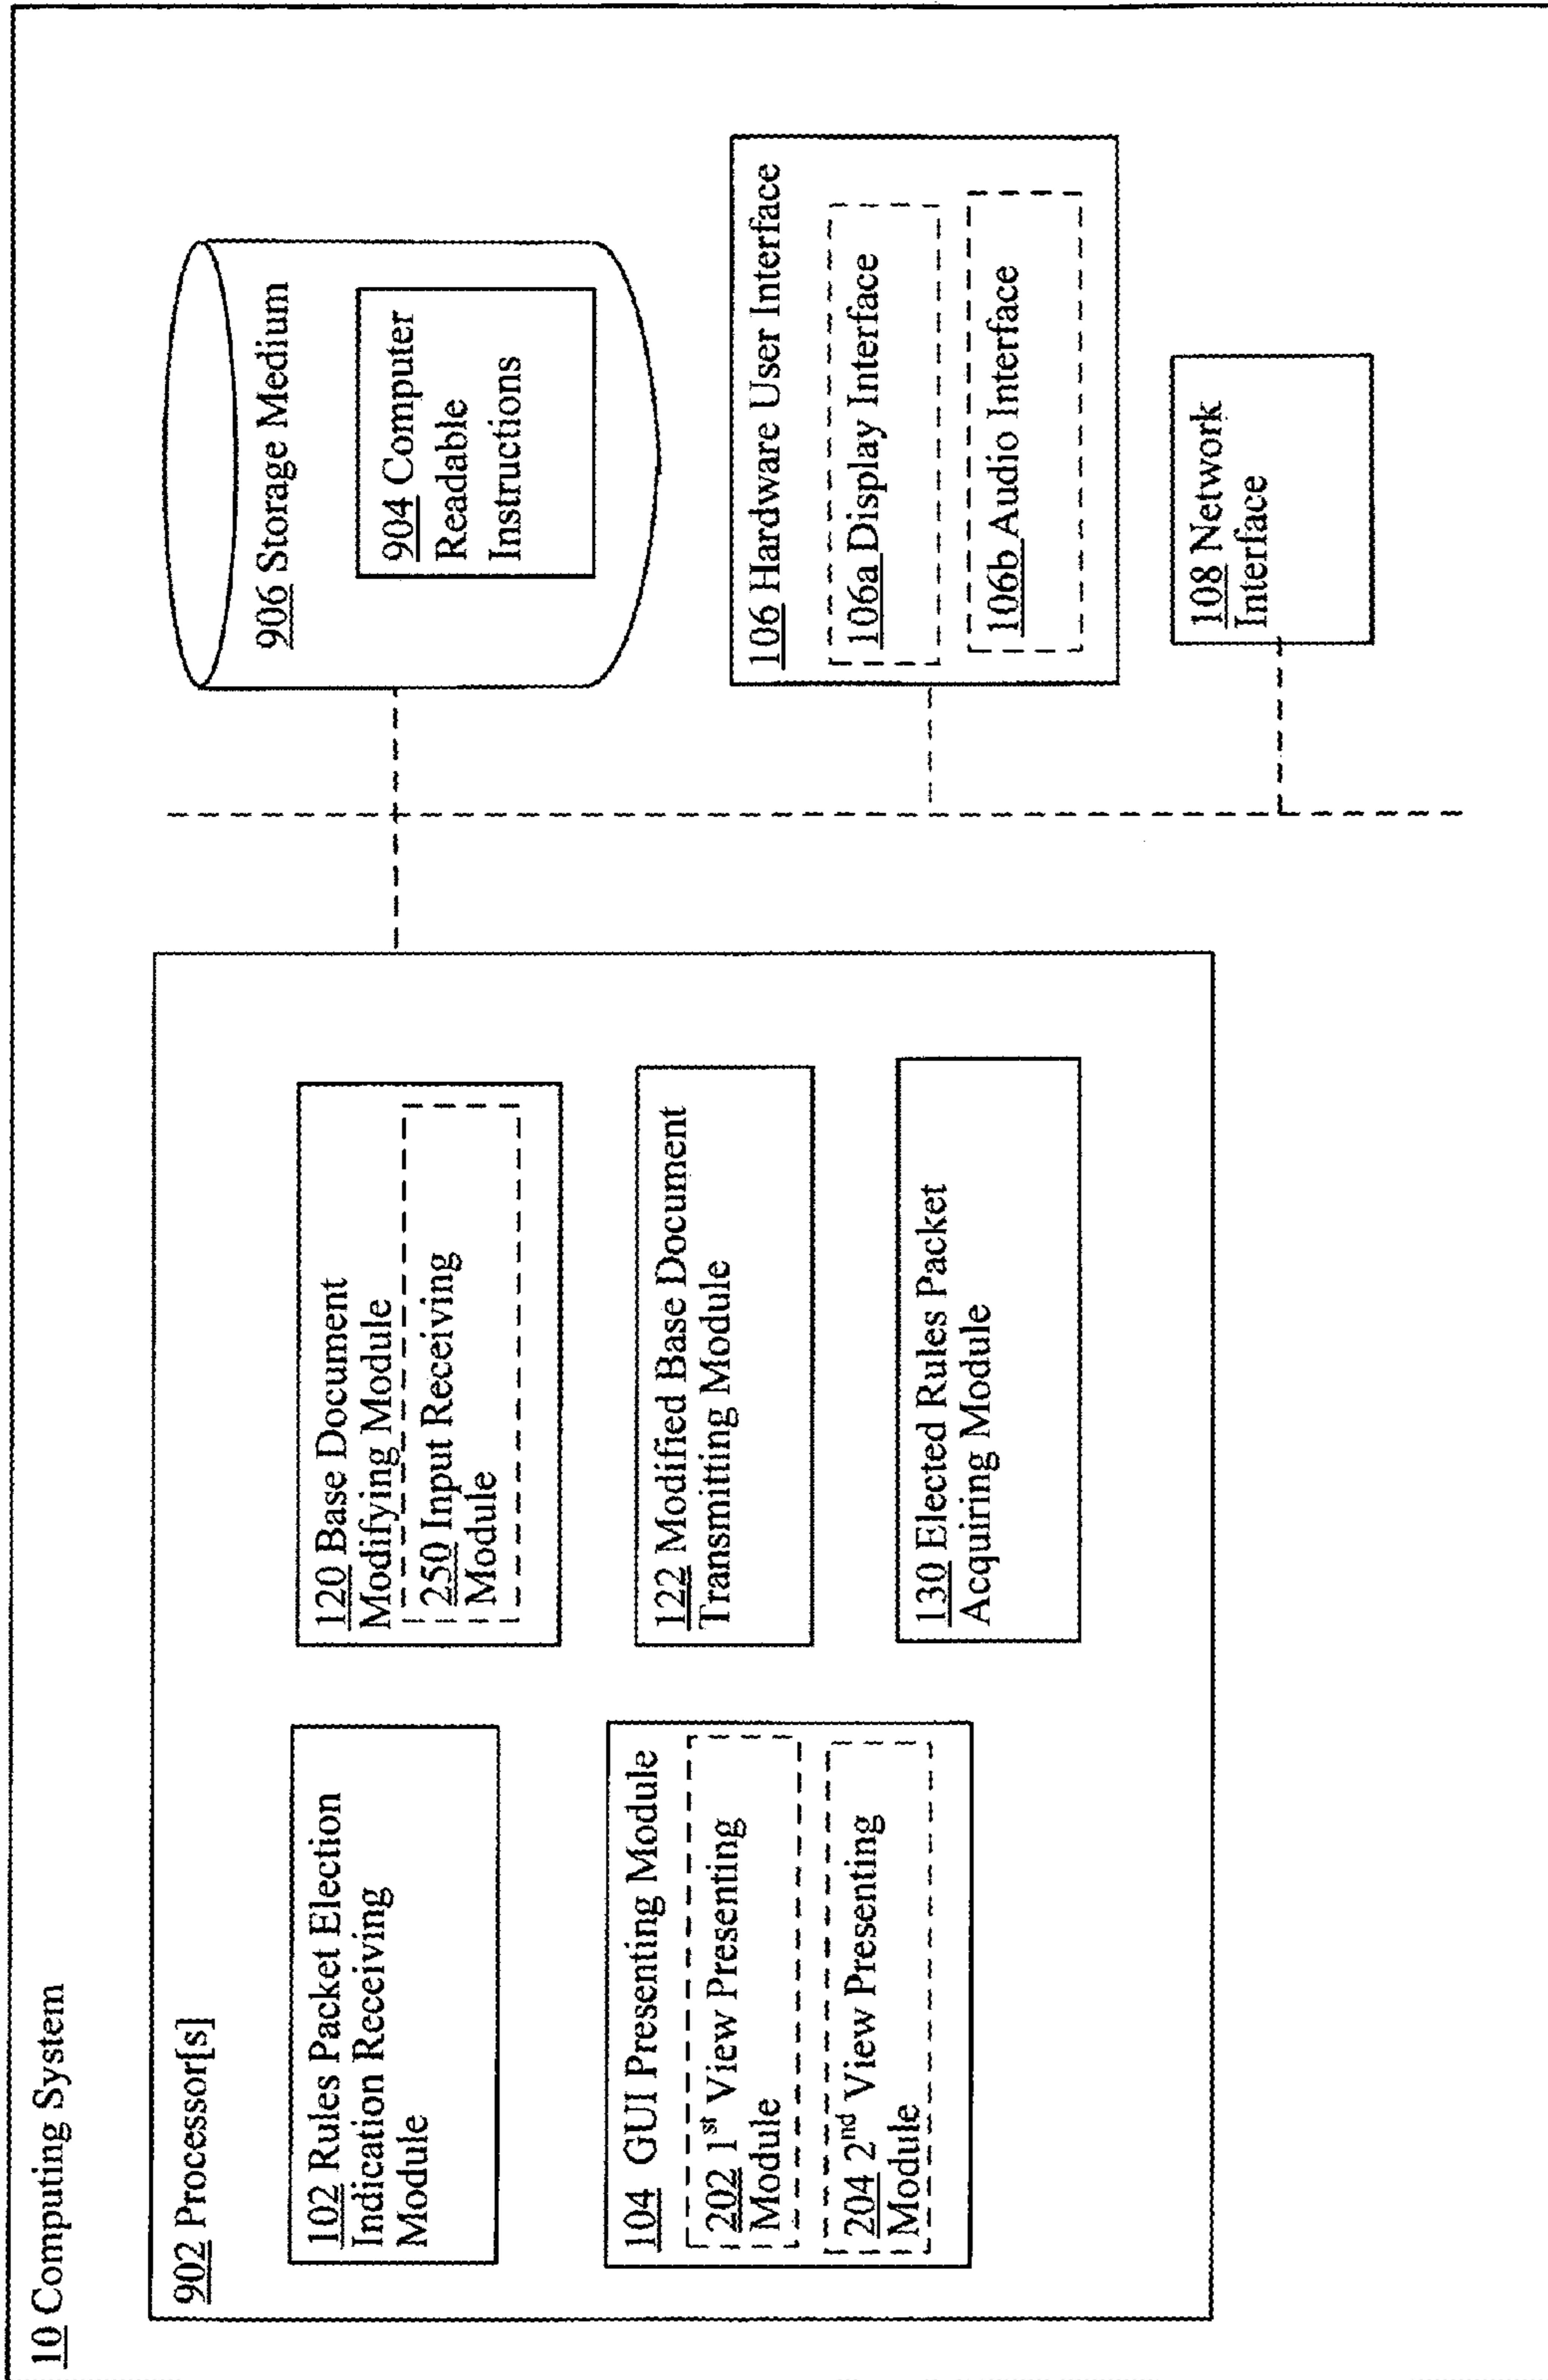 10 Computing System
902 Processor[s]
102 Rules Packet Election
Indication Receiving
Module
104 GUI Presenting Module
202 1st View Presenting
Module
204 2nd View Presenting
Module
120 Base Document
Modifying Module
250 Input Receiving
Module
122 Modified Base Document
Transmitting Module
130 Elected Rules Packet
Acquiring Module
906 Storage Medium
904 Computer
Readable
Instructions
106 Hardware User Interface
106a Display Interface
106b Audio Interface
108 Network
Interface